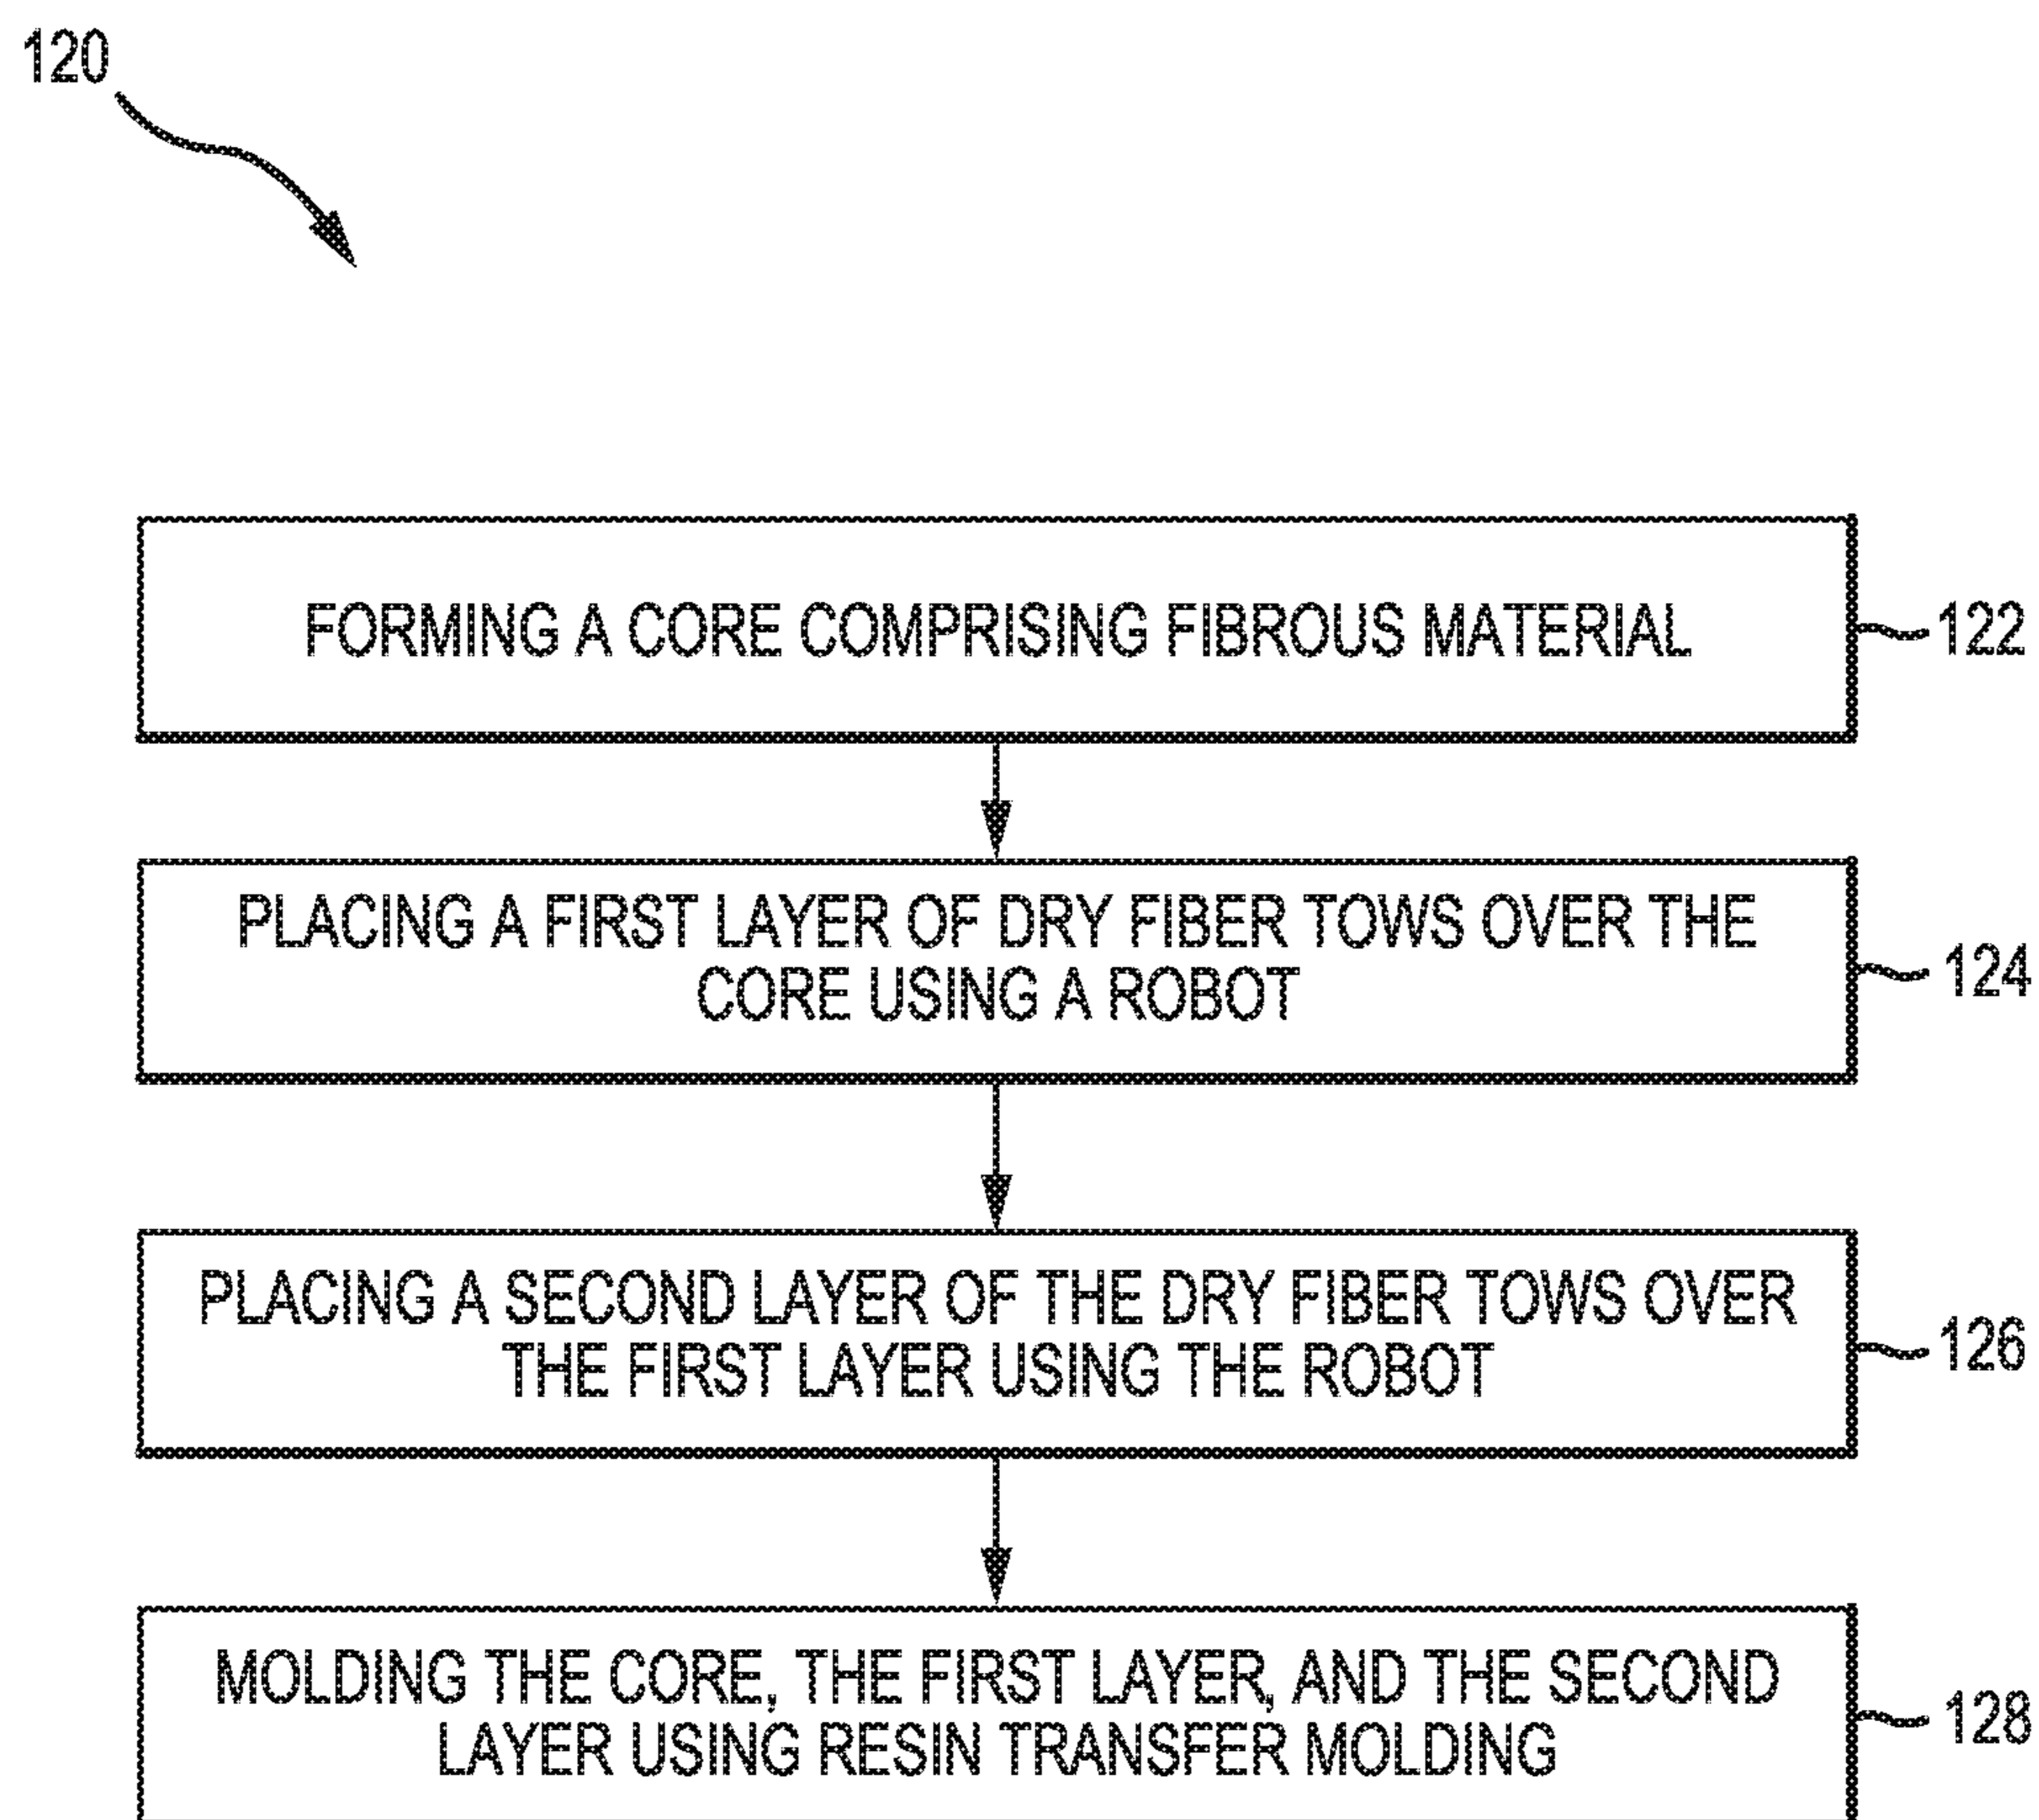 120
FORMING A CORE COMPRISING FIBROUS MATERIAL
122
PLACING A FIRST LAYER OF DRY FIBER TOWS OVER THE
CORE USING A ROBOT
124
PLACING A SECOND LAYER OF THE DRY FIBER TOWS OVER
THE FIRST LAYER USING THE ROBOT
126
MOLDING THE CORE, THE FIRST LAYER, AND THE SECOND
LAYER USING RESIN TRANSFER MOLDING
128